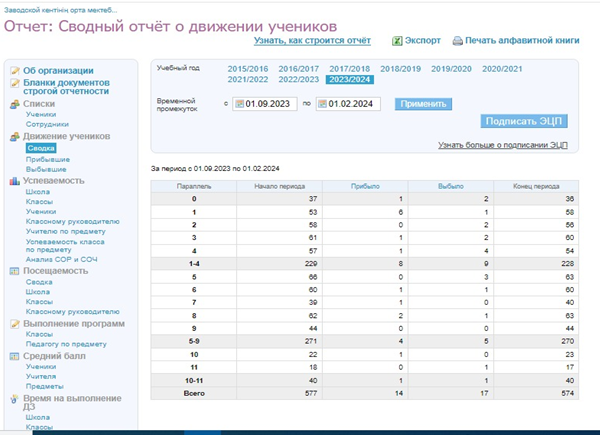 Заводской кентінің орта мектеб...
Отчет: Сводный отчёт о движении учеников
Узнать, как строится отчёт Экспорт Печать алфавитной книги
Об организации
Бланки документов
строгой отчетности
Списки
Ученики
Сотрудники
Движение учеников
Сводка
Прибывшие
Выбывшие
Успеваемость
Школа
Классы
Ученики
Классному руководителю
Учителю по предмету
Успеваемость класса
по предмету
Анализ СОР и СОЧ
Посещаемость
Сводка
Школа
Классы
Классному руководителю
Выполнение программ
Классы
Педагогу по предмету
Средний балл
Ученики
Учителя
Предметы
Время на выполнение
ДЗ
Школа
Классы
Учебный год 2015/2016 2016/2017 2017/2018 2018/2019 2019/2020 2020/2021
2021/2022 2022/2023 2023/2024
Временной
промежуток с 01.09.2023 по 01.02.2024 Применить
Подписать ЭЦП
Узнать больше о подписании ЭЦП
За период с 01.09.2023 по 01.02.2024
Параллель Начало периода Прибыло Выбыло Конец периода
0 37 1 2 36
1 53 6 1 58
2 58 0 2 56
3 61 1 2 60
4 57 1 4 54
1-4 229 8 9 228
5 66 0 3 63
6 60 1 1 60
7 39 1 0 40
8 62 2 1 63
9 44 0 0 44
5-9 271 4 5 270
10 22 1 0 23
11 18 0 1 17
10-11 40 1 1 40
Всего 577 14 17 574